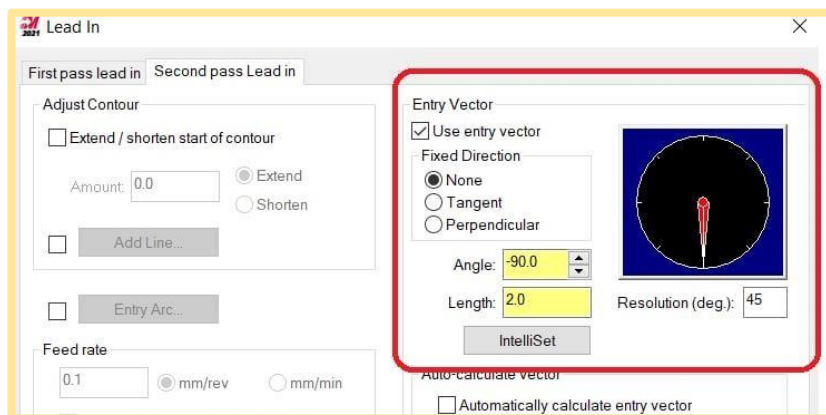 2021 Lead In
First pass lead in Second pass Lead in
Adjust Contour
Extend / shorten start of contour
Amount: 0.0 Extend
Shorten
Add Line...
Entry Arc...
Feed rate
0.1 mm/rev mm/min
Entry Vector
Use entry vector
Fixed Direction
None
Tangent
Perpendicular
Angle: -90.0
Length: 2.0 Resolution (deg.): 45
IntelliSet
Auto-calculate Vector
Automatically calculate entry vector